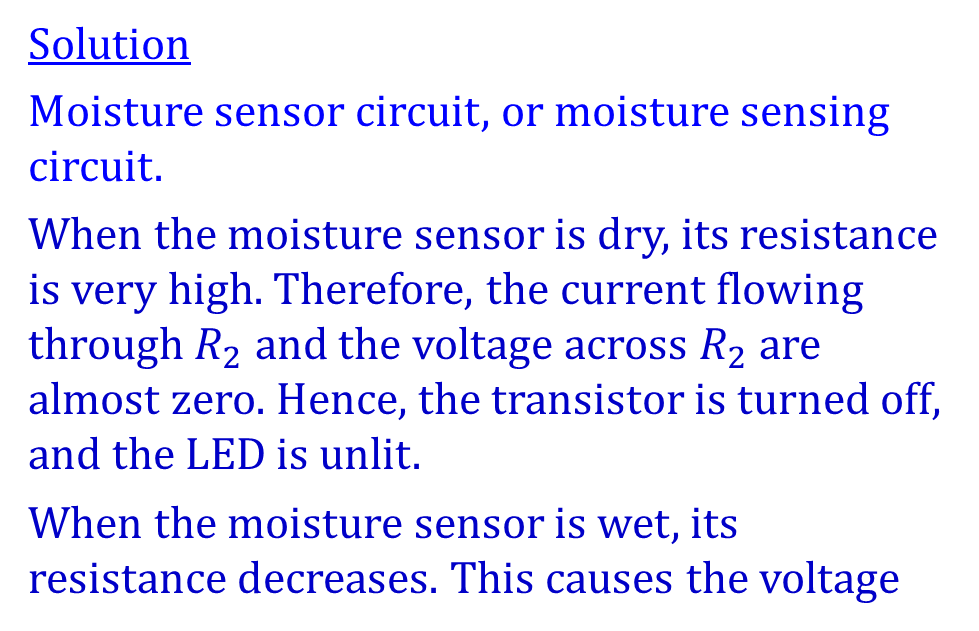 Solution
Moisture sensor circuit, or moisture sensing
circuit.
When the moisture sensor is dry, its resistance
is very high. Therefore, the current flowing
through R₂ and the voltage across R₂ are
almost zero. Hence, the transistor is turned off,
and the LED is unlit.
When the moisture sensor is wet, its
resistance decreases. This causes the voltage